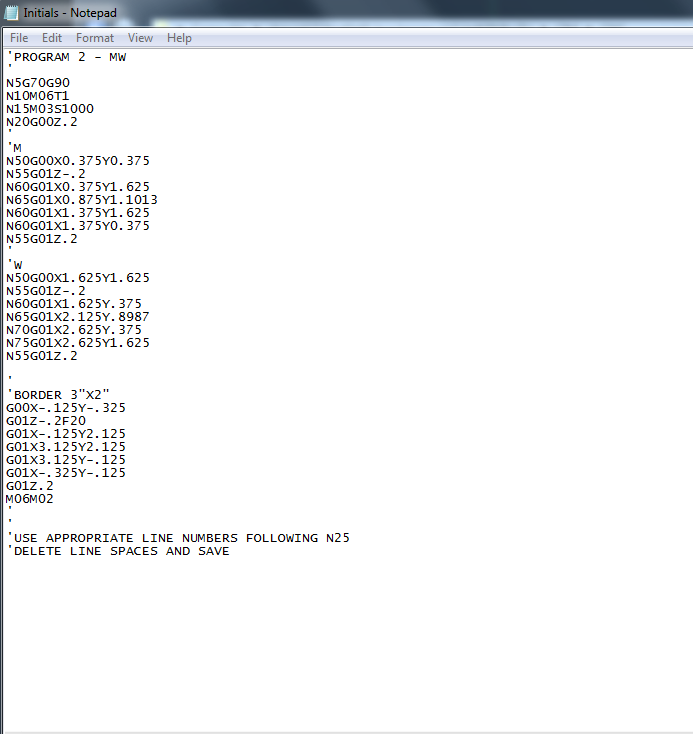 Initials - Notepad
File Edit Format View Help
'PROGRAM 2 - MW
'
N5G70G90
N10M06T1
N15M03S1000
N20G00Z.2
'
'M
N50G00X0.375Y0.375
N55G01Z-.2
N60G01X0.375Y1.625
N65G01X0.875Y1.1013
N60G01X1.375Y1.625
N60G01X1.375Y0.375
N55G01Z.2
'
'W
N50G00X1.625Y1.625
N55G01Z-.2
N60G01X1.625Y.375
N65G01X2.125Y.8987
N70G01X2.625Y.375
N75G01X2.625Y1.625
N55G01Z.2
'
'BORDER 3"X2"
G00X-.125Y-.325
G01Z-.2F20
G01X-.125Y2.125
G01X3.125Y2.125
G01X3.125Y-.125
G01X-.325Y-.125
G01Z.2
M06M02
'
'
'USE APPROPRIATE LINE NUMBERS FOLLOWING N25
'DELETE LINE SPACES AND SAVE